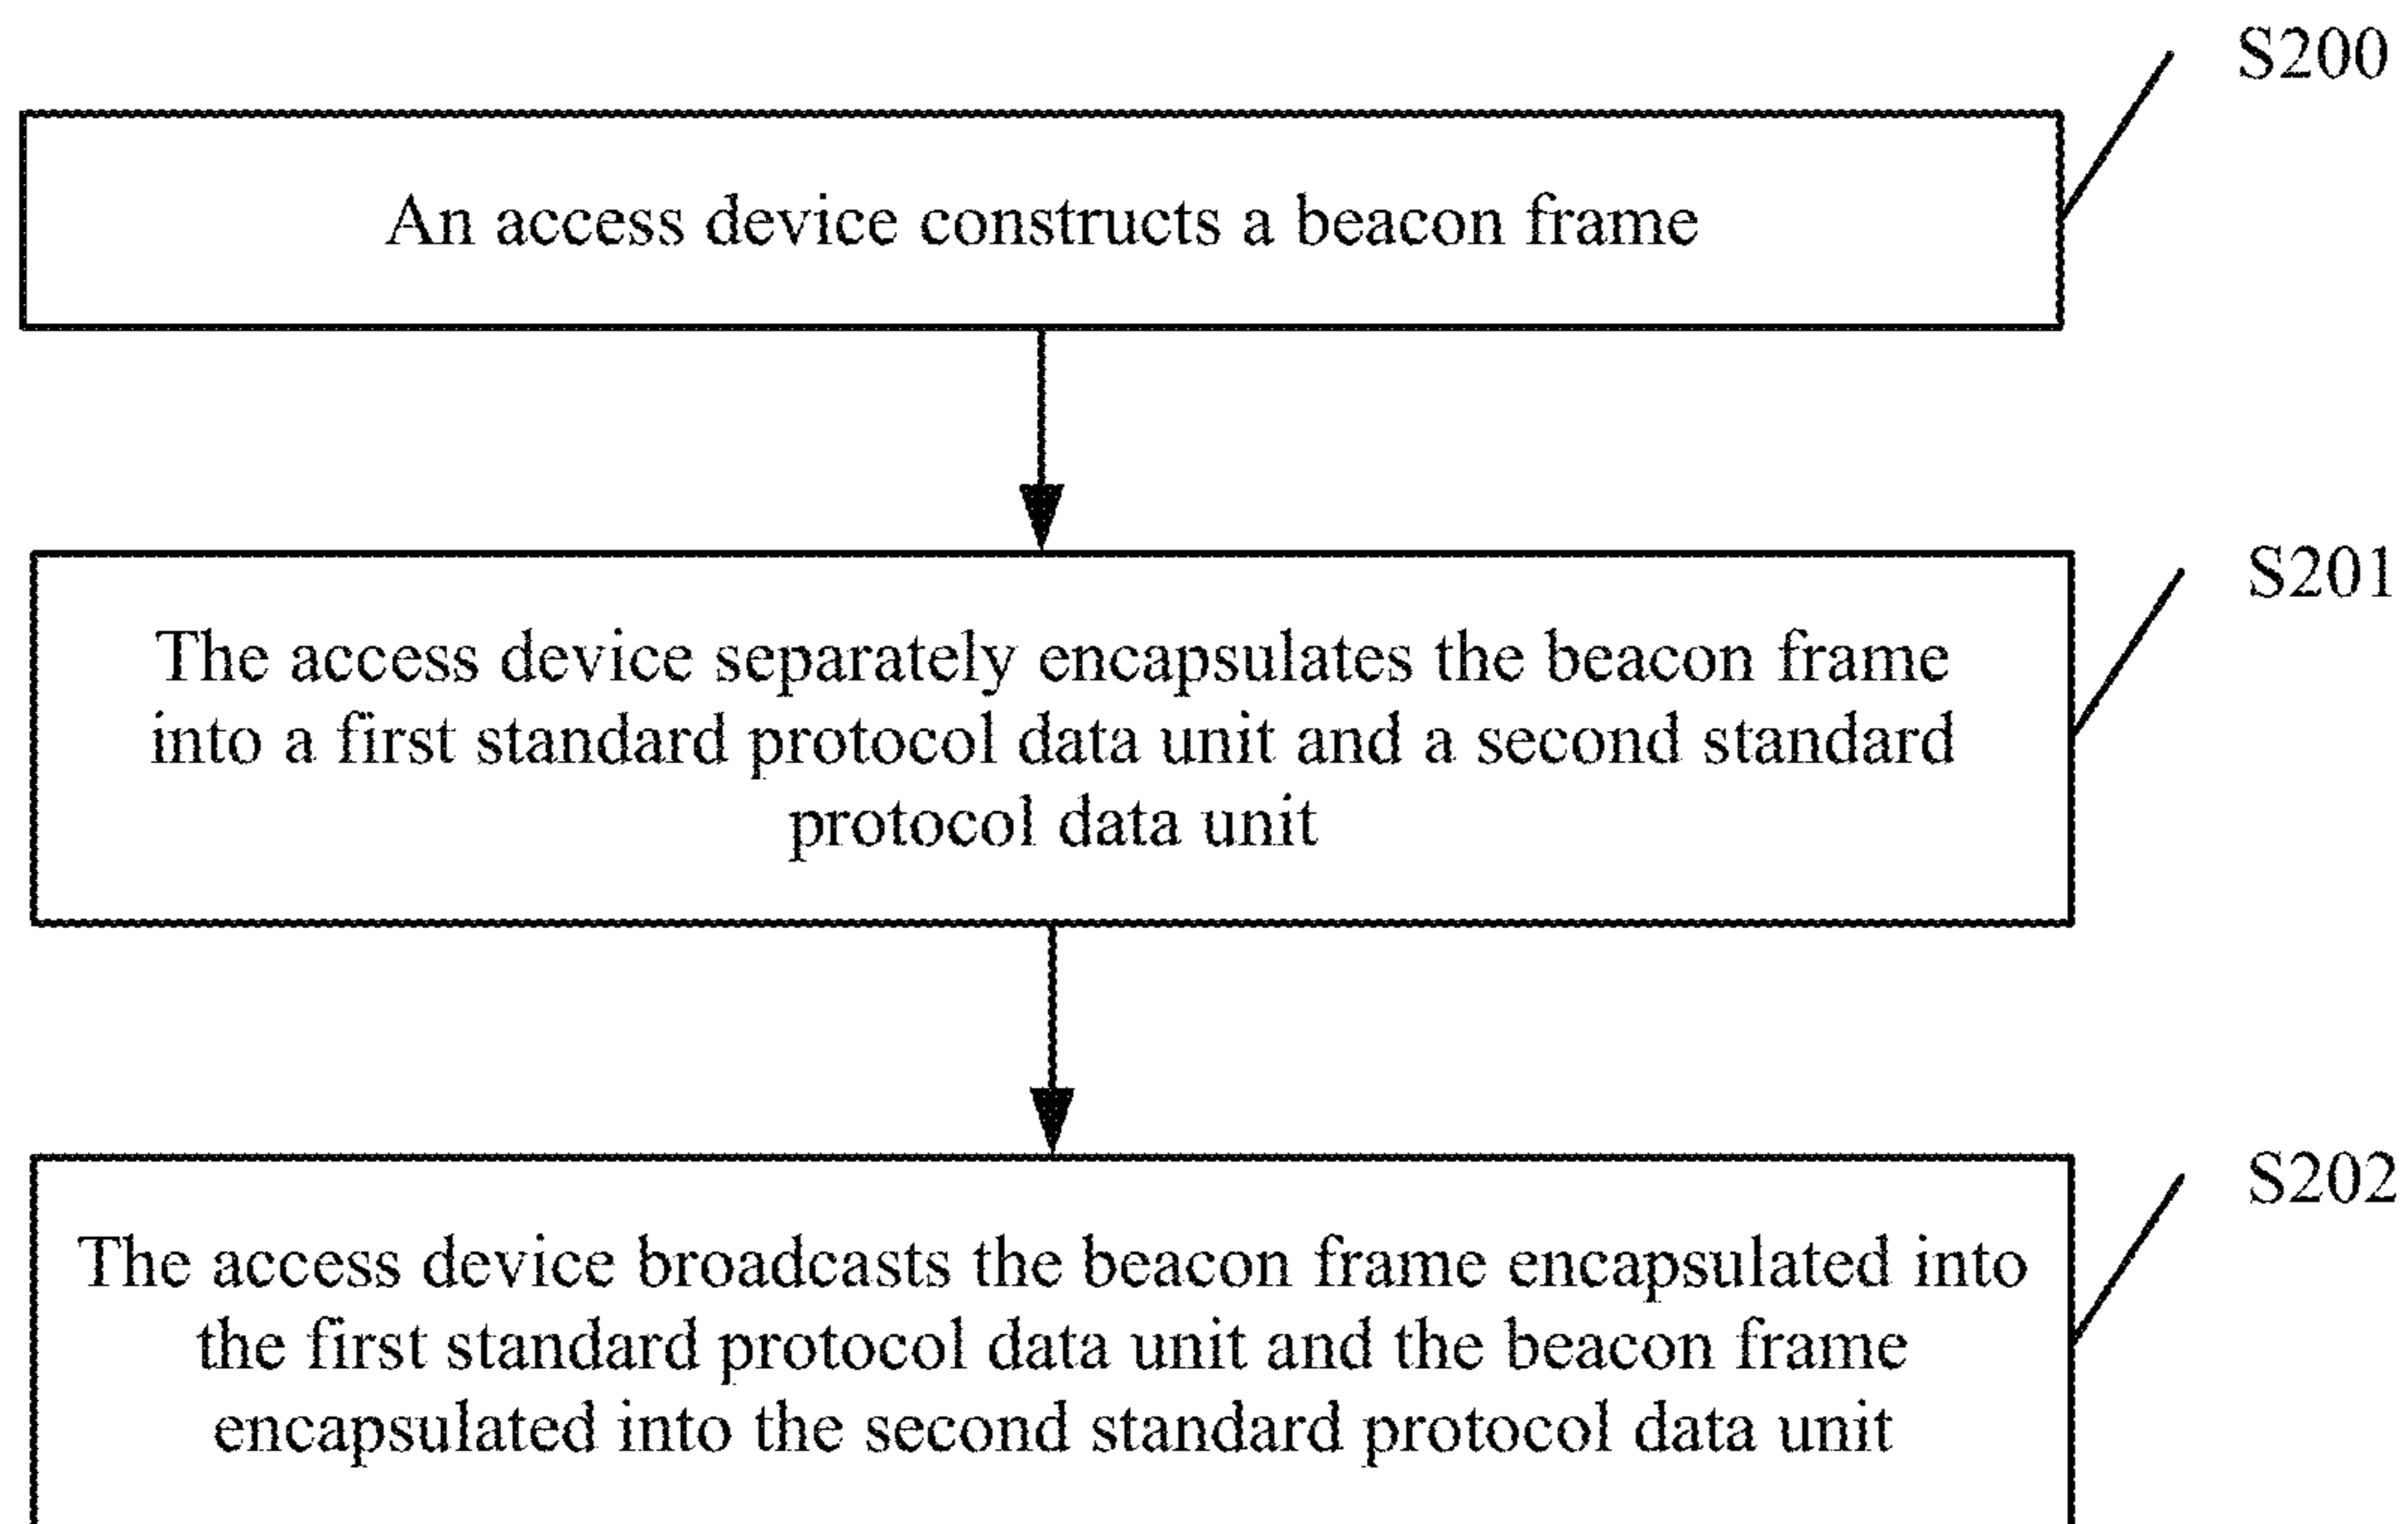 S200
An access device constructs a beacon frame
S201
The access device separately encapsulates the beacon frame
into a first standard protocol data unit and a second standard
protocol data unit
S202
The access device broadcasts the beacon frame encapsulated into
the first standard protocol data unit and the beacon frame
encapsulated into the second standard protocol data unit